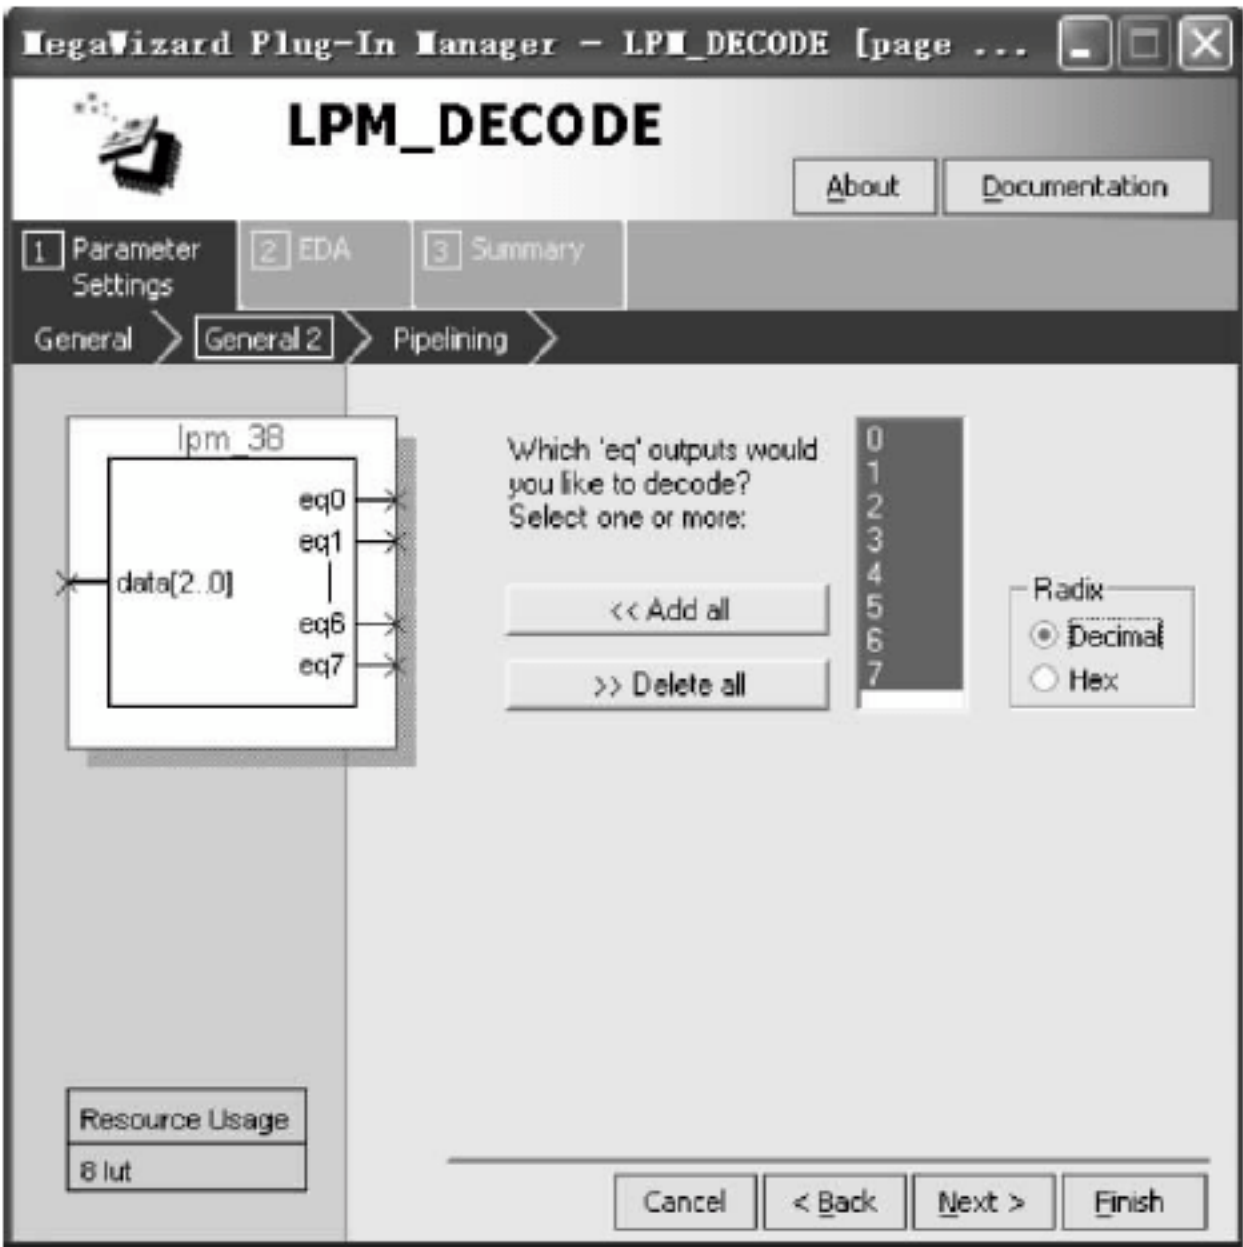 MegaWizard Plug-In Manager - LPM_DECODE [page ...
LPM_DECODE
About
Documentation
1 Parameter Settings
2 EDA
3 Summary
General
General 2
Pipelining
lpm_38
data[2..0]
eq0
eq1
eq6
eq7
Which 'eq' outputs would
you like to decode?
Select one or more:
<< Add all
>> Delete all
0
1
2
3
4
5
6
7
Radix
Decimal
Hex
Resource Usage
8 lut
Cancel
< Back
Next >
Finish